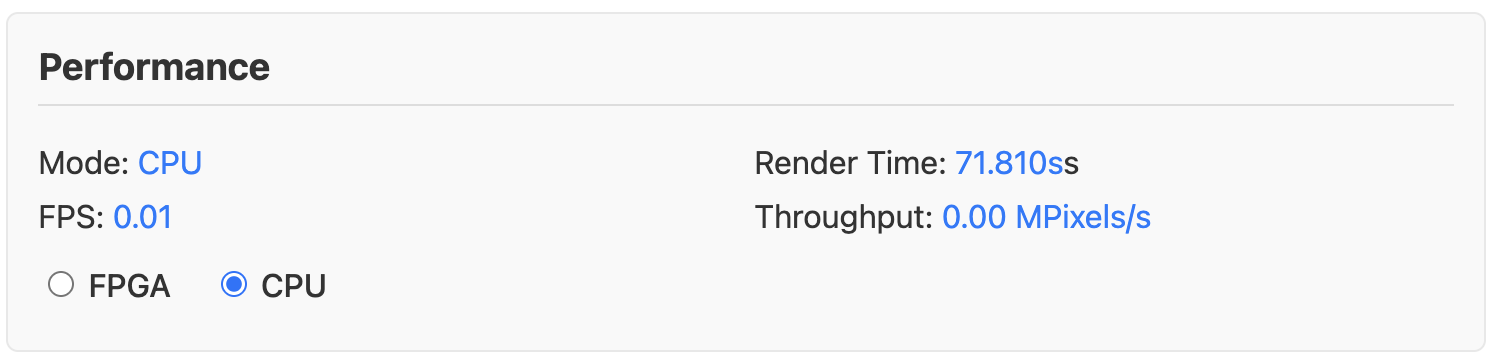 Performance
Mode: CPU
Render Time: 71.810ss
FPS: 0.01
Throughput: 0.00 MPixels/s
FPGA
CPU